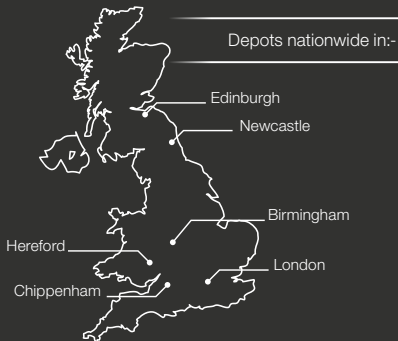 Depots nationwide in:-
Edinburgh
Newcastle
Birmingham
Hereford
London
Chippenham